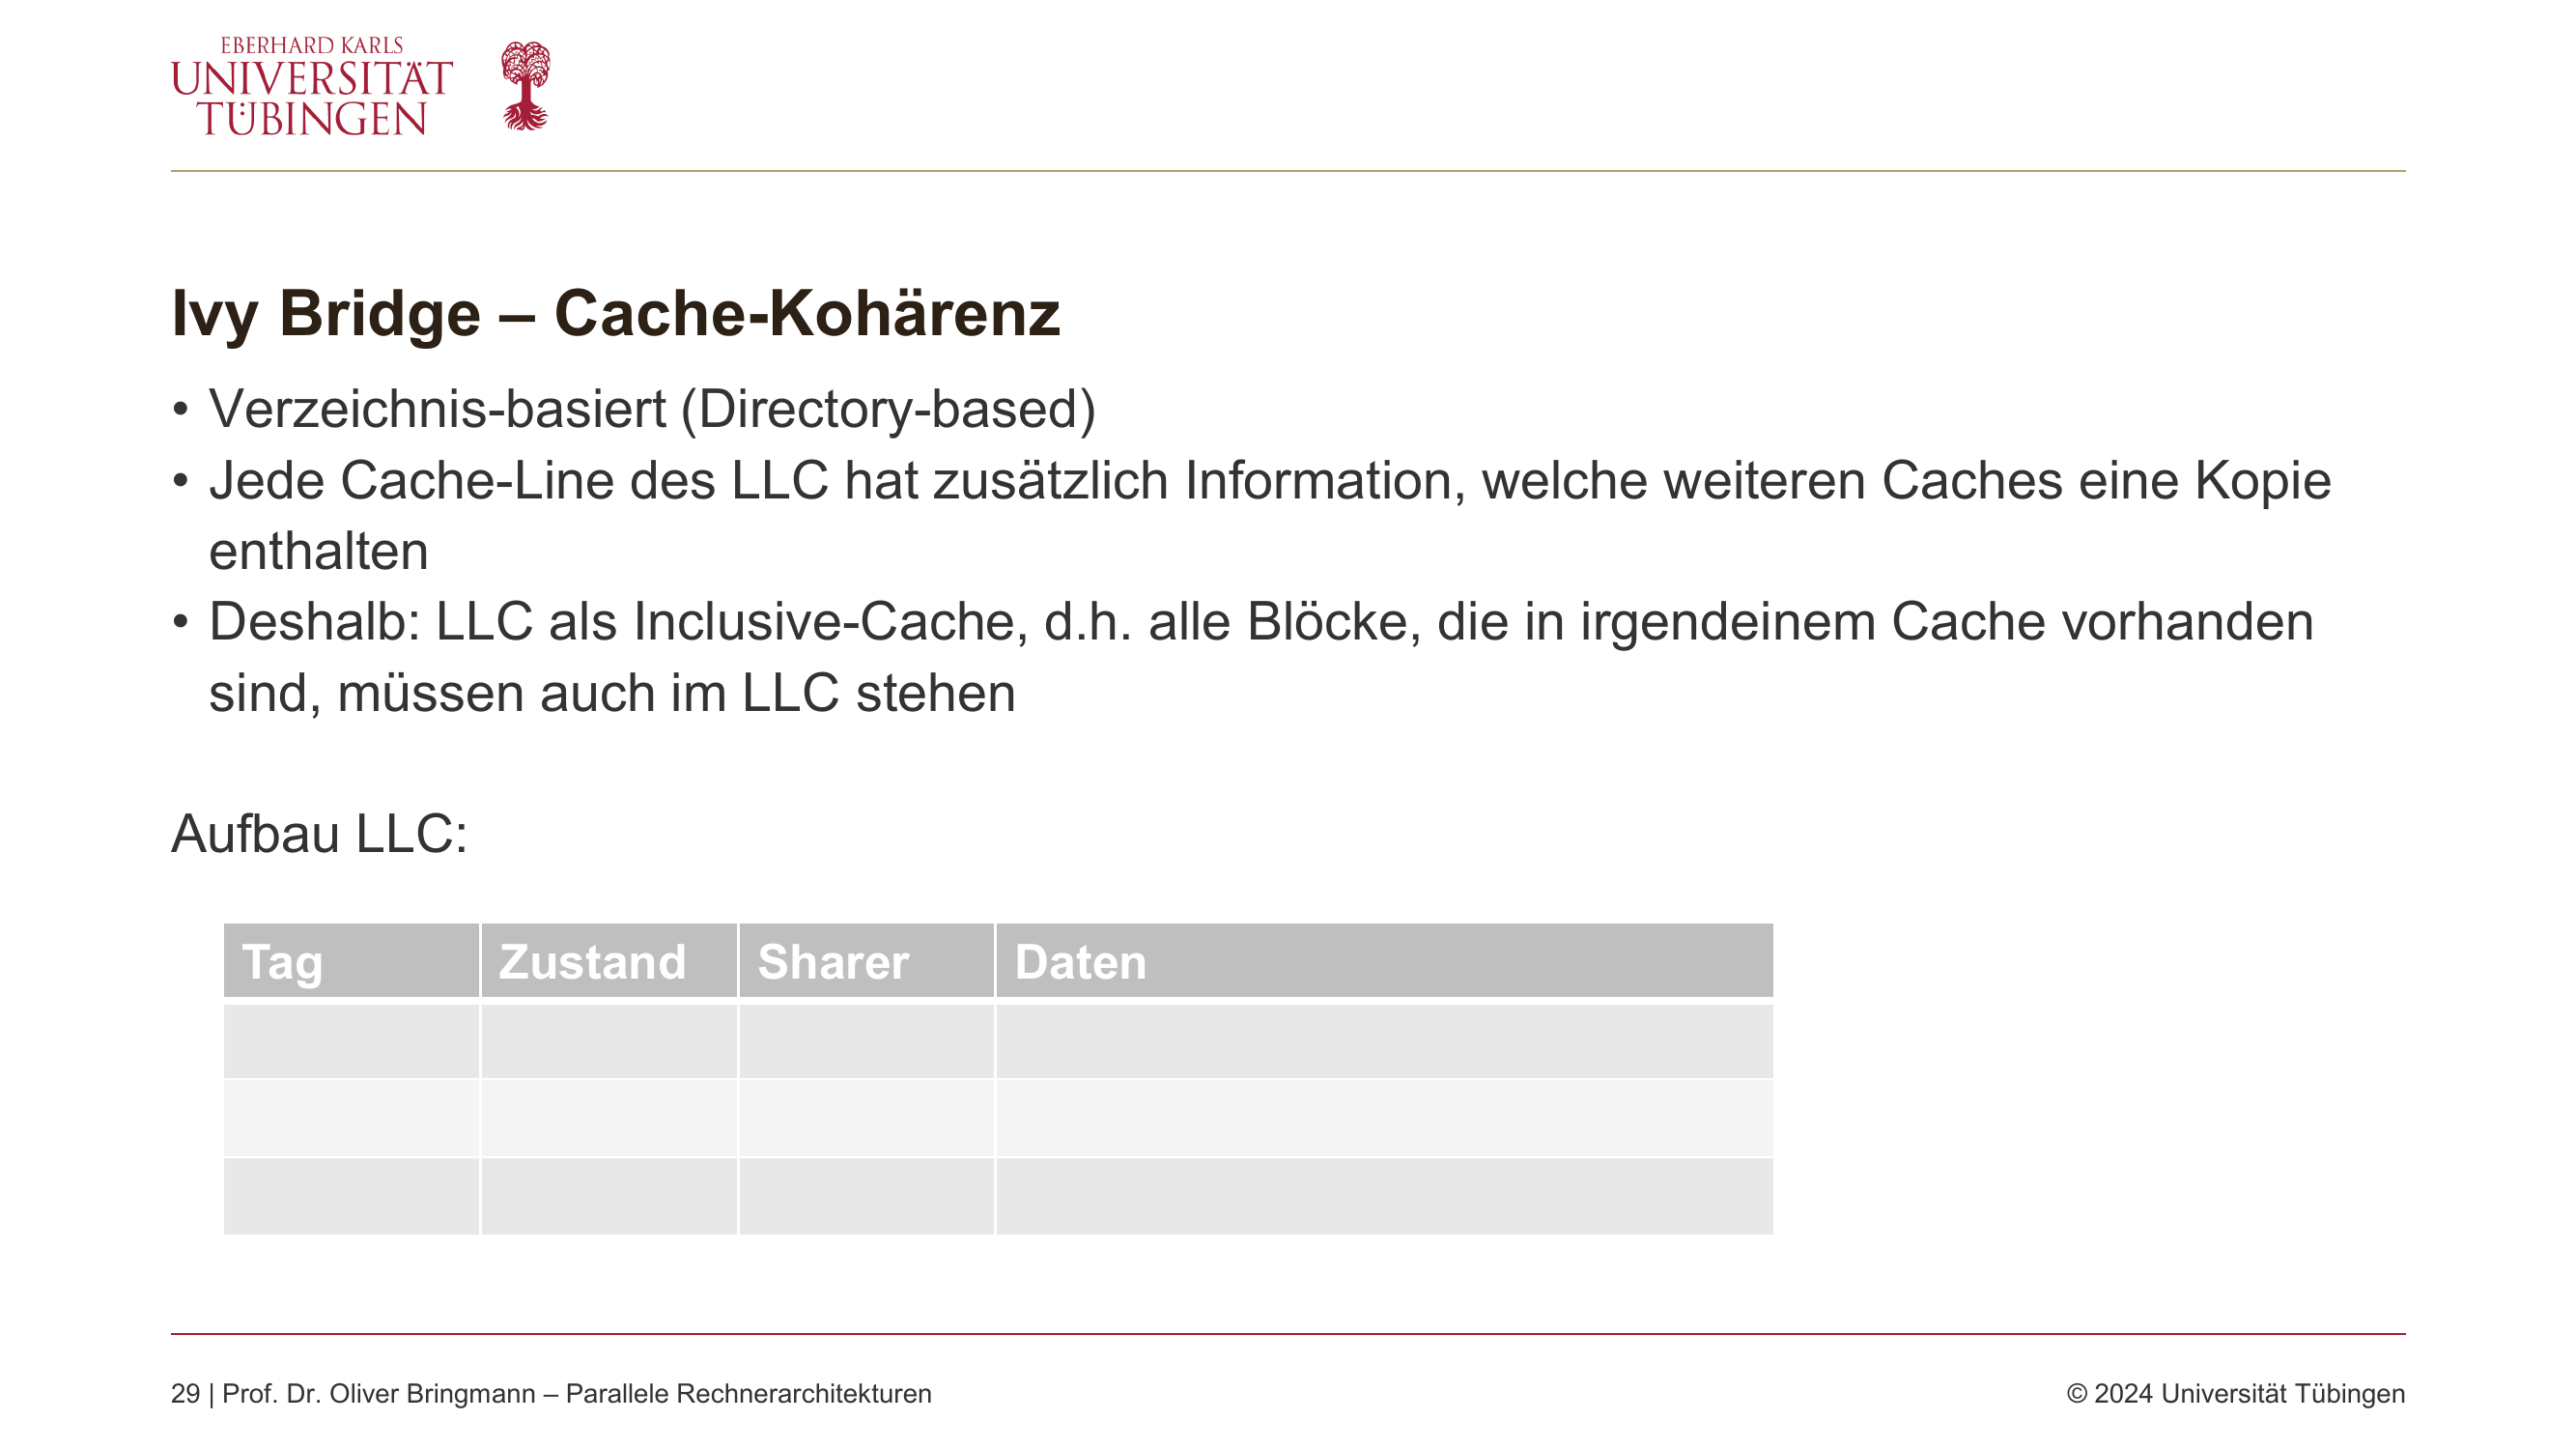 EBERHARD KARLS
UNIVERSITÄT
TÜBINGEN
Ivy Bridge – Cache-Kohärenz
• Verzeichnis-basiert (Directory-based)
• Jede Cache-Line des LLC hat zusätzlich Information, welche weiteren Caches eine Kopie
enthalten
• Deshalb: LLC als Inclusive-Cache, d.h. alle Blöcke, die in irgendeinem Cache vorhanden
sind, müssen auch im LLC stehen
Aufbau LLC:
Tag Zustand Sharer Daten
29 | Prof. Dr. Oliver Bringmann – Parallele Rechnerarchitekturen © 2024 Universität Tübingen